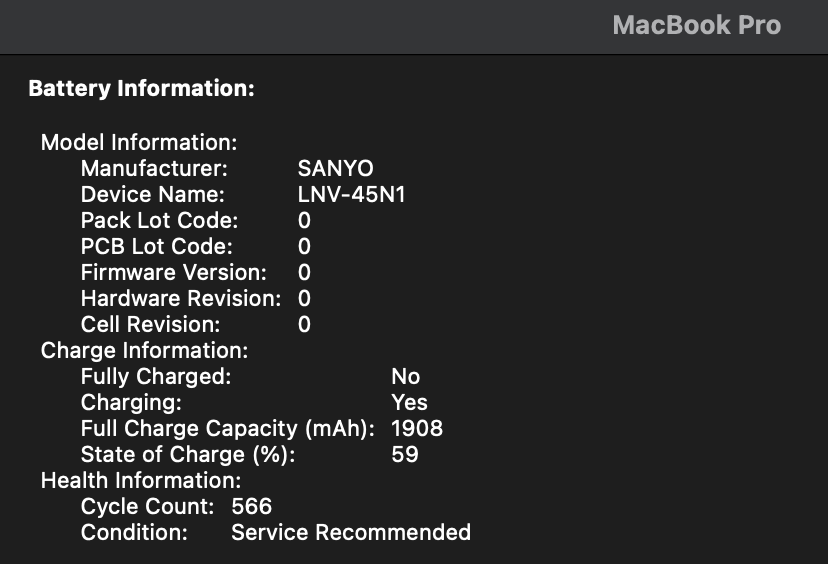 MacBook Pro
Battery Information:
Model Information:
Manufacturer: SANYO
Device Name: LNV-45N1
Pack Lot Code: 0
PCB Lot Code: 0
Firmware Version: 0
Hardware Revision: 0
Cell Revision: 0
Charge Information:
Fully Charged: No
Charging: Yes
Full Charge Capacity (mAh): 1908
State of Charge (%): 59
Health Information:
Cycle Count: 566
Condition: Service Recommended